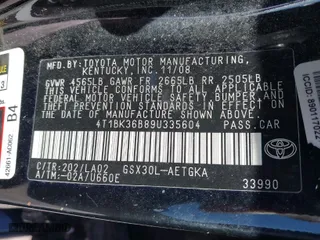 MFD. BY:TOYOTA MOTOR MANUFACTURING,
KENTUCKY, INC. 11/08
GVWR 4565LB GAWR FR 2665LB RR 2505LB
THIS VEHICLE CONFORMS TO ALL APPLICABLE
FEDERAL MOTOR VEHICLE SAFETY, BUMPER, AND
THEFT PREVENTION STANDARDS IN EFFECT ON
THE DATE OF MANUFACTURE SHOWN ABOVE.
4T1BK36B89U335604 PASS.CAR
C/TR:202/LA02 GSX30L-AETGKA
A/TM:-02A/U660E
TOYOTA
33990
B4
3